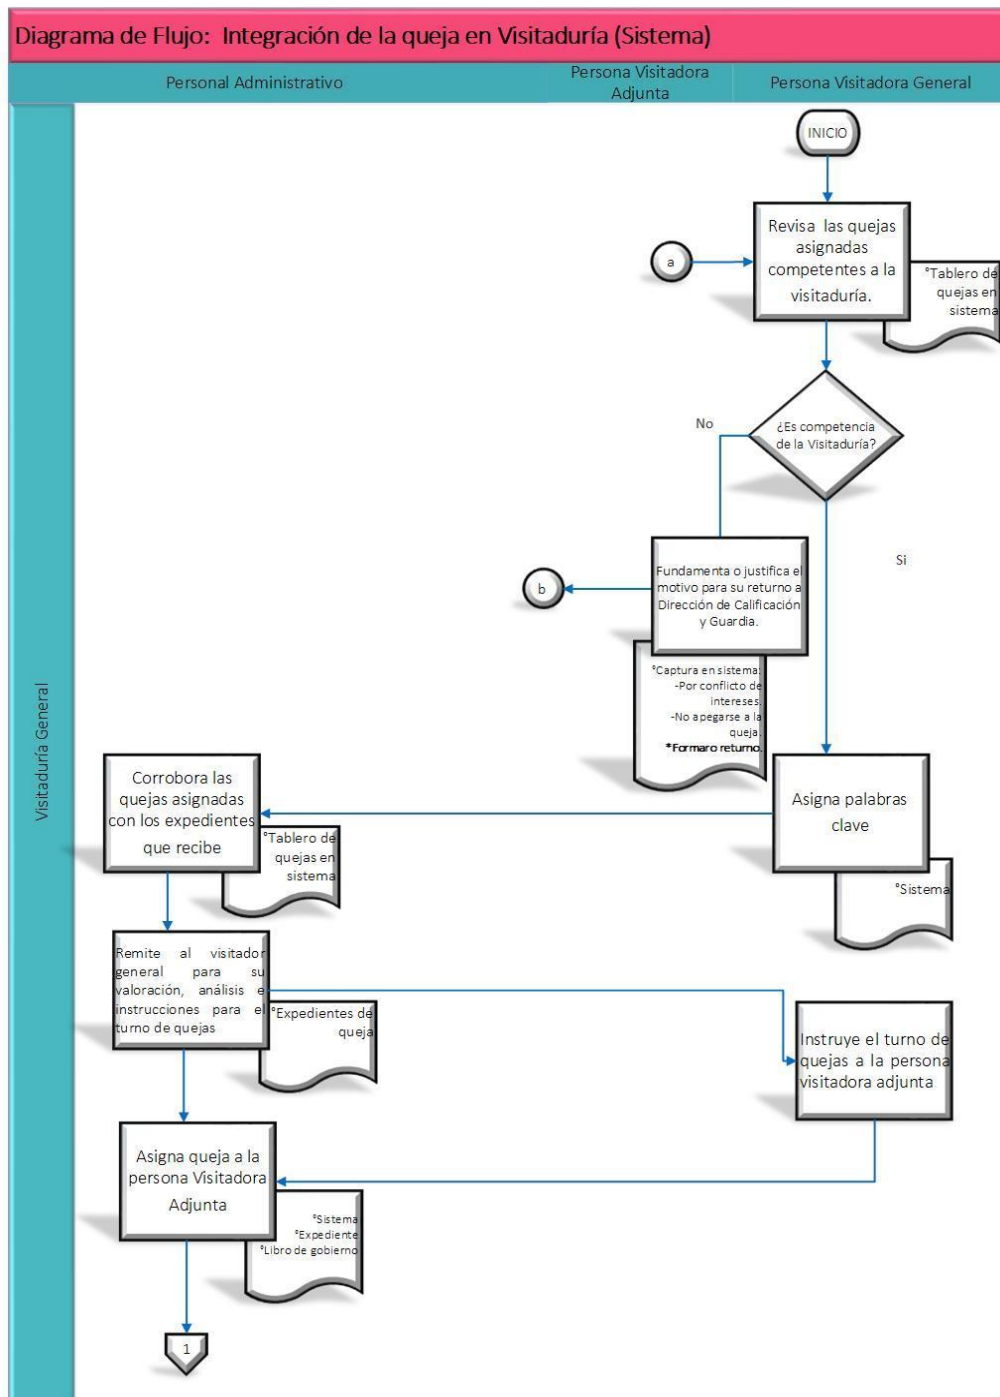 Diagrama de Flujo: Integración de la queja en Visitaduría (Sistema)
Personal Administrativo
Persona Visitadora
Adjunta
Persona Visitadora General
Visitaduría General
INICIO
Revisa las quejas
asignadas
competentes a la
visitaduría.
a
°Tablero de
quejas en
sistema
¿Es competencia
de la Visitaduría?
No
Si
Fundamenta o justifica el
motivo para su returno a
Dirección de Calificación
y Guardia.
b
°Captura en sistema:
-Por conflicto de
intereses.
-No apegarse a la
queja.
*Formaro returno.
Asigna palabras
clave
°Sistema
Corrobora las
quejas asignadas
con los expedientes
que recibe
°Tablero de
quejas en
sistema
Remite al visitador
general para su
valoración, análisis e
instrucciones para el
turno de quejas
°Expedientes de
queja
Instruye el turno de
quejas a la persona
visitadora adjunta
Asigna queja a la
persona Visitadora
Adjunta
°Sistema
°Expediente
°Libro de gobierno
1